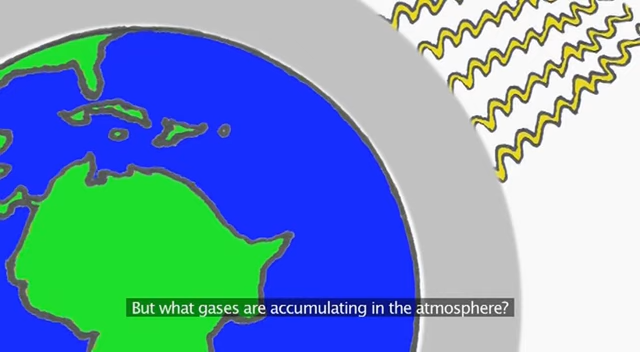 But what gases are accumulating in the atmosphere?